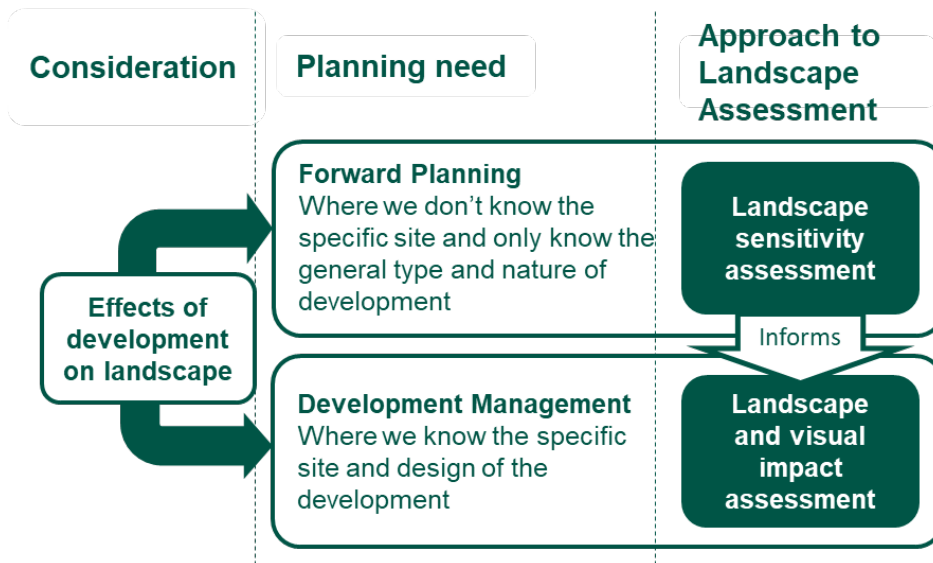 Consideration
Planning need
Approach to
Landscape
Assessment
Effects of
development
on landscape
Forward Planning
Where we don’t know the
specific site and only know the
general type and nature of
development
Landscape
sensitivity
assessment
Informs
Development Management
Where we know the specific
site and design of the
development
Landscape
and visual
impact
assessment